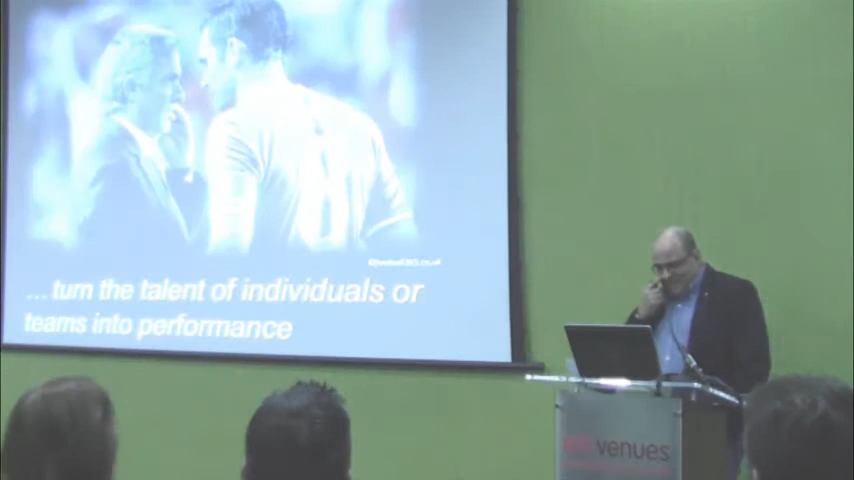 ... turn the talent of individuals or
teams into performance
venues